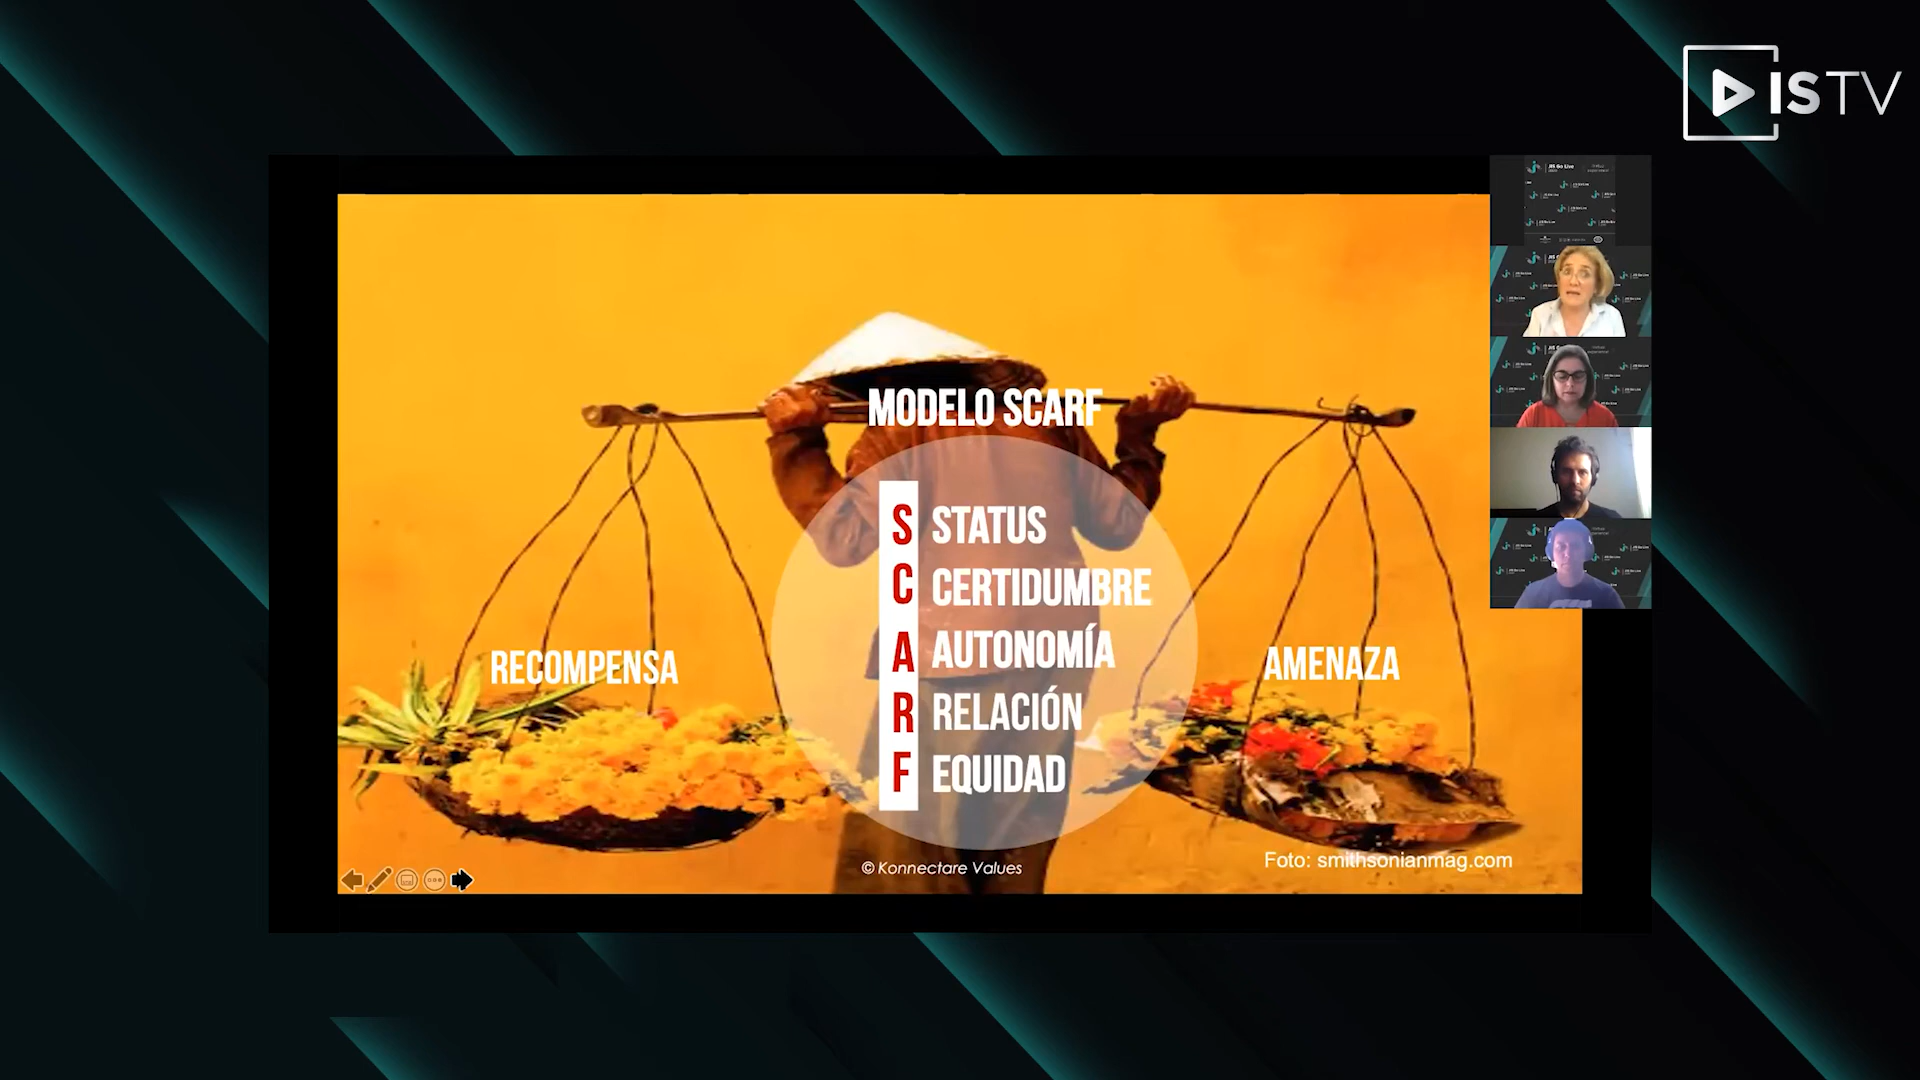 ISTV
MODELO SCARF
S STATUS
C CERTIDUMBRE
A AUTONOMÍA
R RELACIÓN
F EQUIDAD
RECOMPENSA
AMENAZA
© Konnectare Values
Foto: smithsonianmag.com